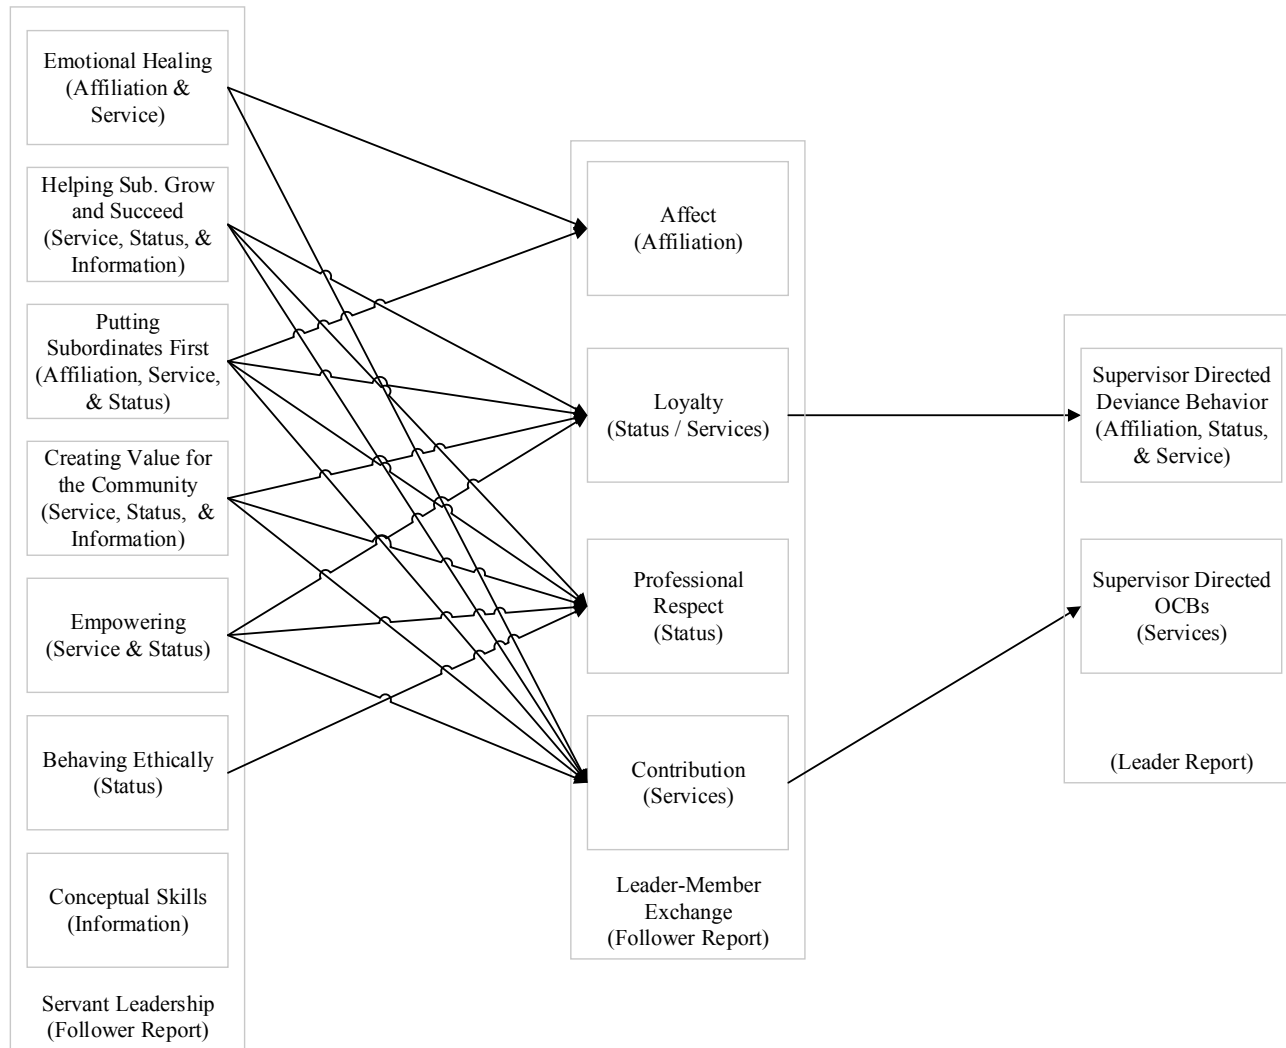 Emotional Healing
(Affiliation &
Service)
Helping Sub. Grow
and Succeed
(Service, Status, &
Information)
Putting
Subordinates First
(Affiliation, Service,
& Status)
Creating Value for
the Community
(Service, Status, &
Information)
Empowering
(Service & Status)
Behaving Ethically
(Status)
Conceptual Skills
(Information)
Servant Leadership
(Follower Report)
Affect
(Affiliation)
Loyalty
(Status / Services)
Professional
Respect
(Status)
Contribution
(Services)
Leader-Member
Exchange
(Follower Report)
Supervisor Directed
Deviance Behavior
(Affiliation, Status,
& Service)
Supervisor Directed
OCBs
(Services)
(Leader Report)